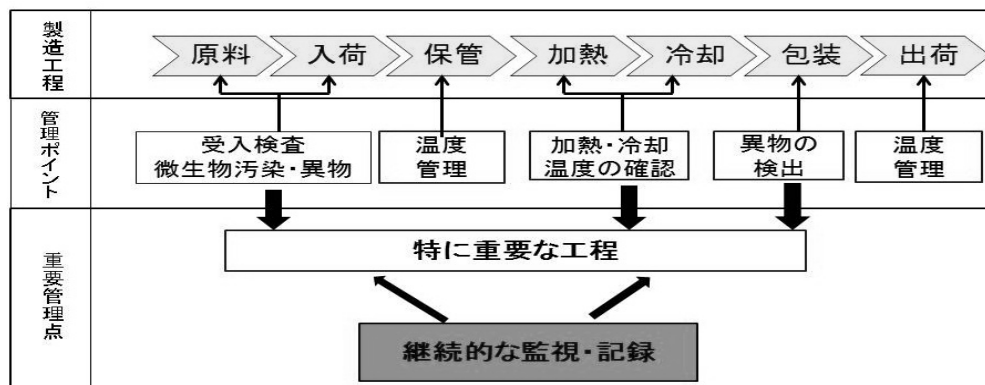 製造工程
原料
入荷
保管
加熱
冷却
包装
出荷
管理ポイント
受入検査
微生物汚染・異物
温度
管理
加熱・冷却
温度の確認
異物の
検出
温度
管理
重要管理点
特に重要な工程
継続的な監視・記録